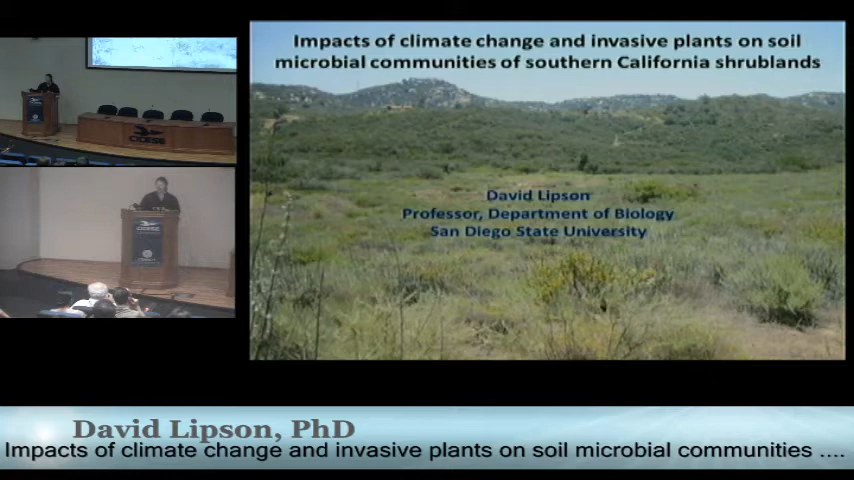 Impacts of climate change and invasive plants on soil
microbial communities of southern California shrublands
David Lipson
Professor, Department of Biology
San Diego State University
CICESE
CICESE
David Lipson, PhD
Impacts of climate change and invasive plants on soil microbial communities ....